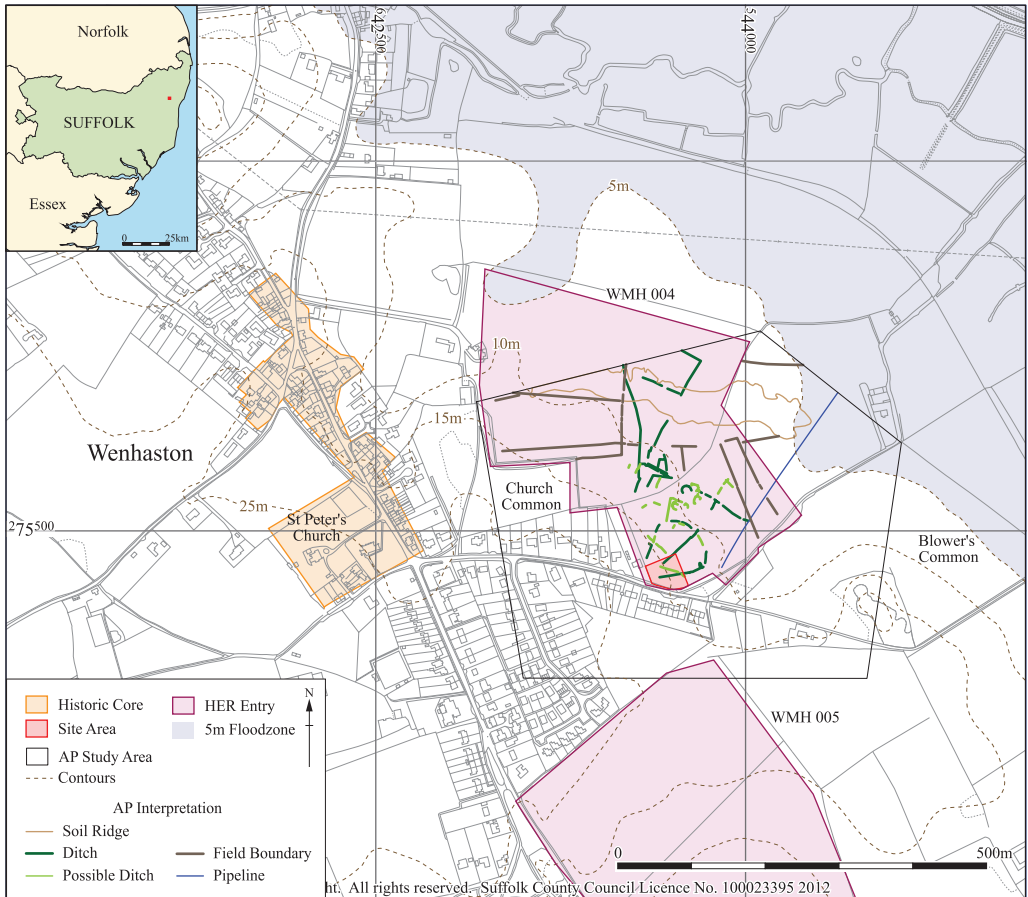 Norfolk
SUFFOLK
Essex
0 25km
642500
544000
5m
WMH 004
10m
15m
Wenhaston
Church
Common
25m
St Peter's
Church
275500
Blower's
Common
WMH 005
Historic Core
HER Entry
N
Site Area
5m Floodzone
AP Study Area
Contours
AP Interpretation
Soil Ridge
Ditch
Field Boundary
Possible Ditch
Pipeline
0 500m
ht. All rights reserved. Suffolk County Council Licence No. 100023395 2012